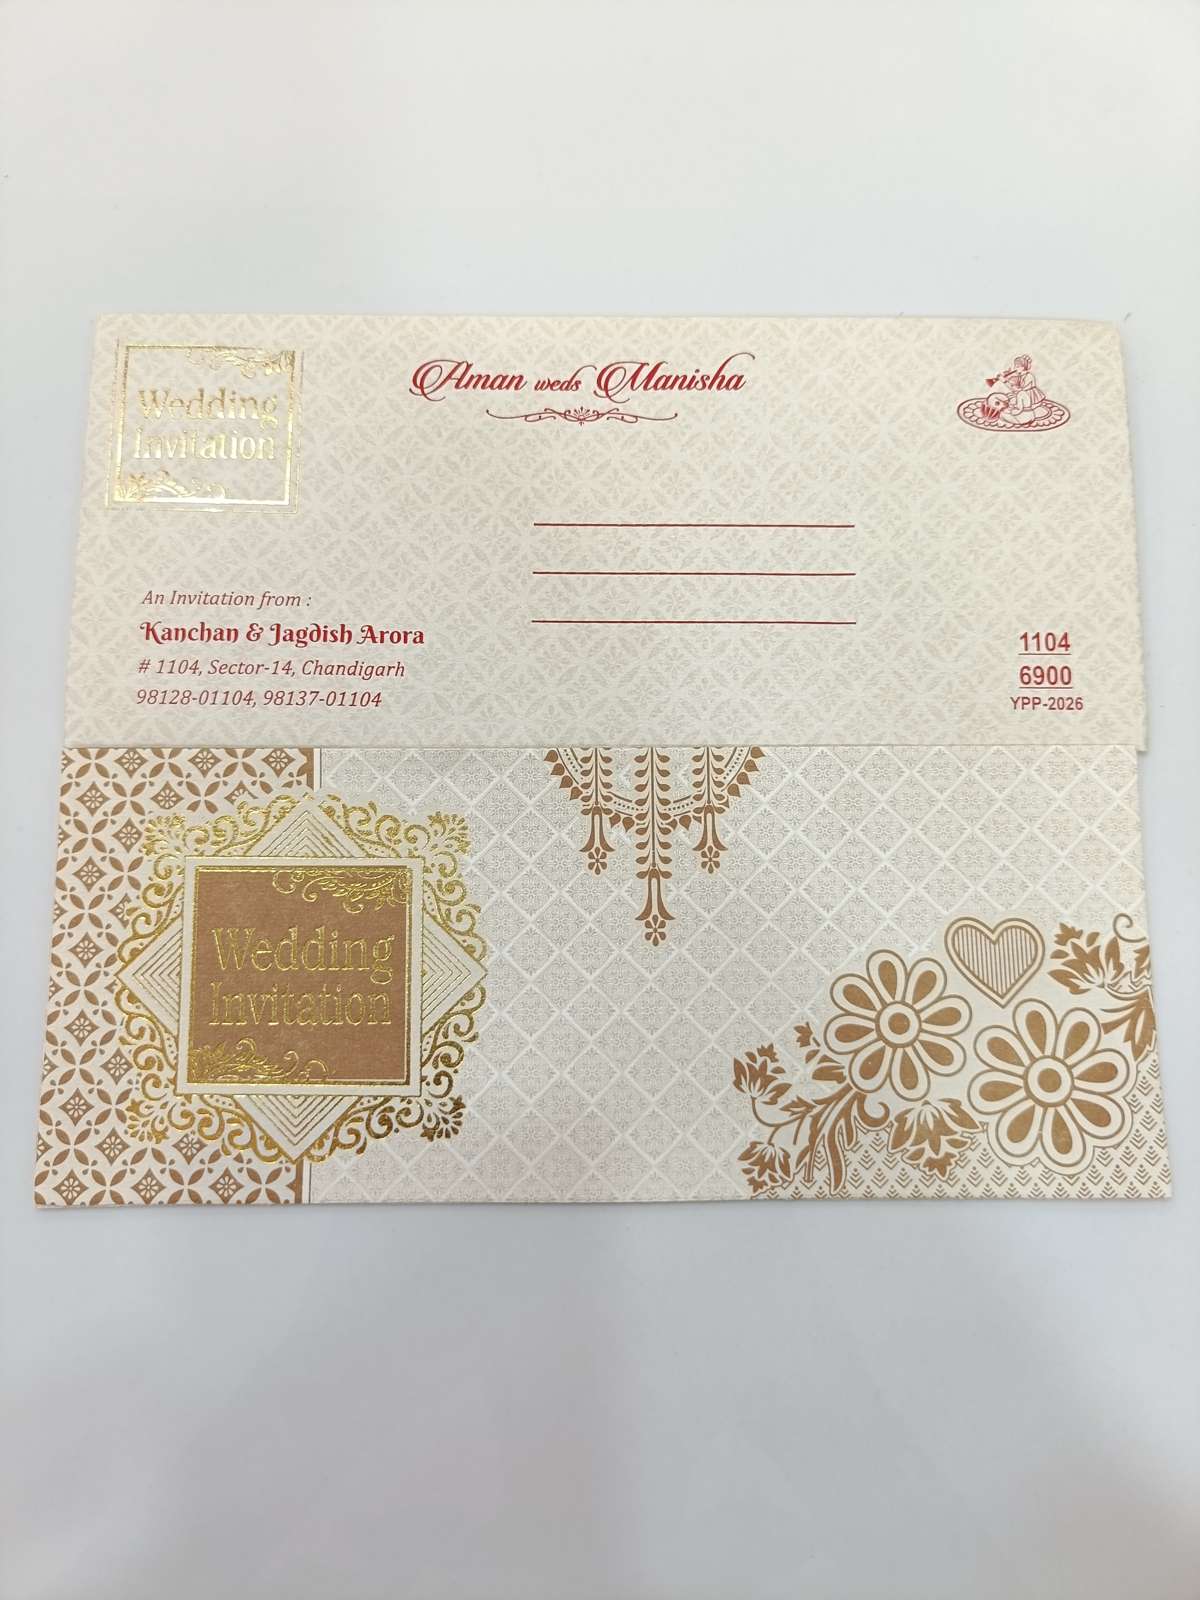 Wedding
Invitation
Aman weds Manisha
An Invitation from :
Kanchan & Jagdish Arora
# 1104, Sector-14, Chandigarh
98128-01104, 98137-01104
1104
6900
YPP-2026
Wedding
Invitation